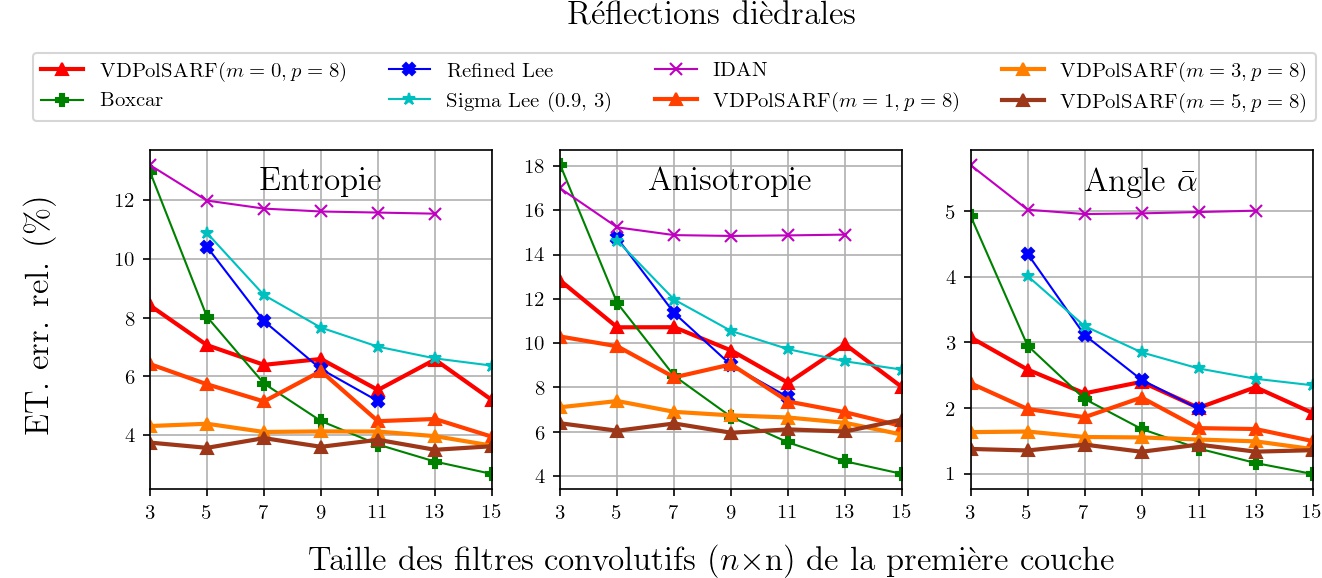 Réflections dièdrales
VDPolSARF(m = 0, p = 8) Refined Lee IDAN VDPolSARF(m = 3, p = 8)
Boxcar Sigma Lee (0.9, 3) VDPolSARF(m = 1, p = 8) VDPolSARF(m = 5, p = 8)
ET. err. rel. (%)
Entropie
12
10
8
6
4
3 5 7 9 11 13 15
Anisotropie
18
16
14
12
10
8
6
4
3 5 7 9 11 13 15
Angle ᾱ
5
4
3
2
1
3 5 7 9 11 13 15
Taille des filtres convolutifs (n×n) de la première couche